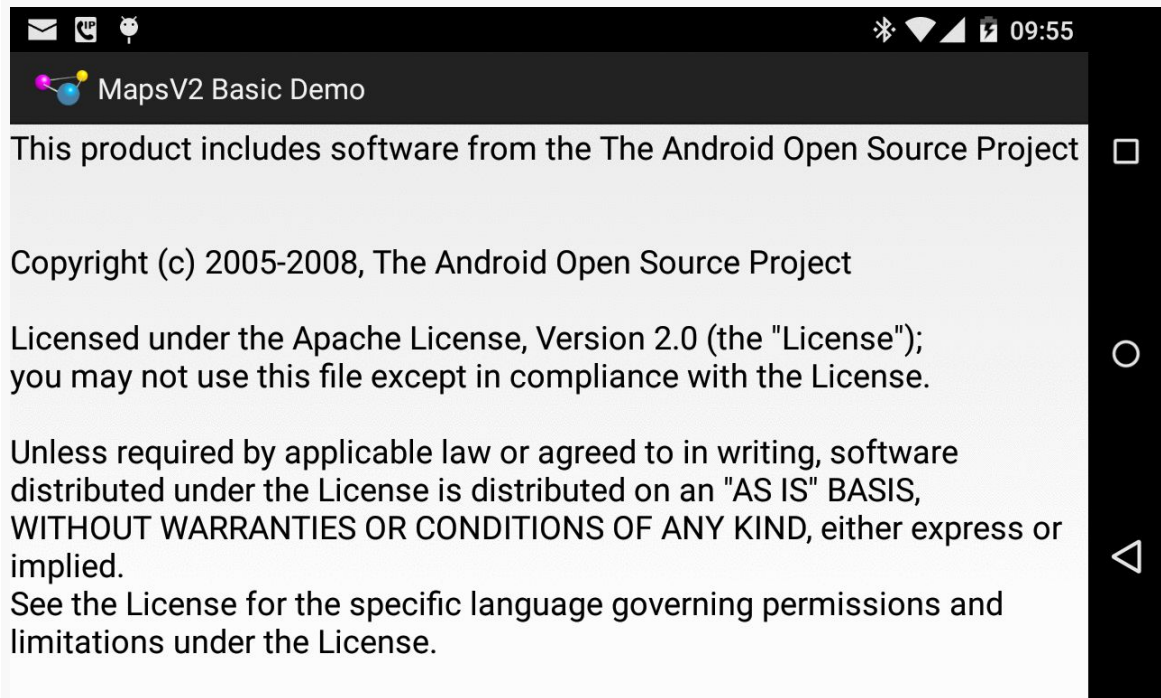 IP
09:55
MapsV2 Basic Demo
This product includes software from the The Android Open Source Project
Copyright (c) 2005-2008, The Android Open Source Project
Licensed under the Apache License, Version 2.0 (the "License");
you may not use this file except in compliance with the License.
Unless required by applicable law or agreed to in writing, software
distributed under the License is distributed on an "AS IS" BASIS,
WITHOUT WARRANTIES OR CONDITIONS OF ANY KIND, either express or
implied.
See the License for the specific language governing permissions and
limitations under the License.